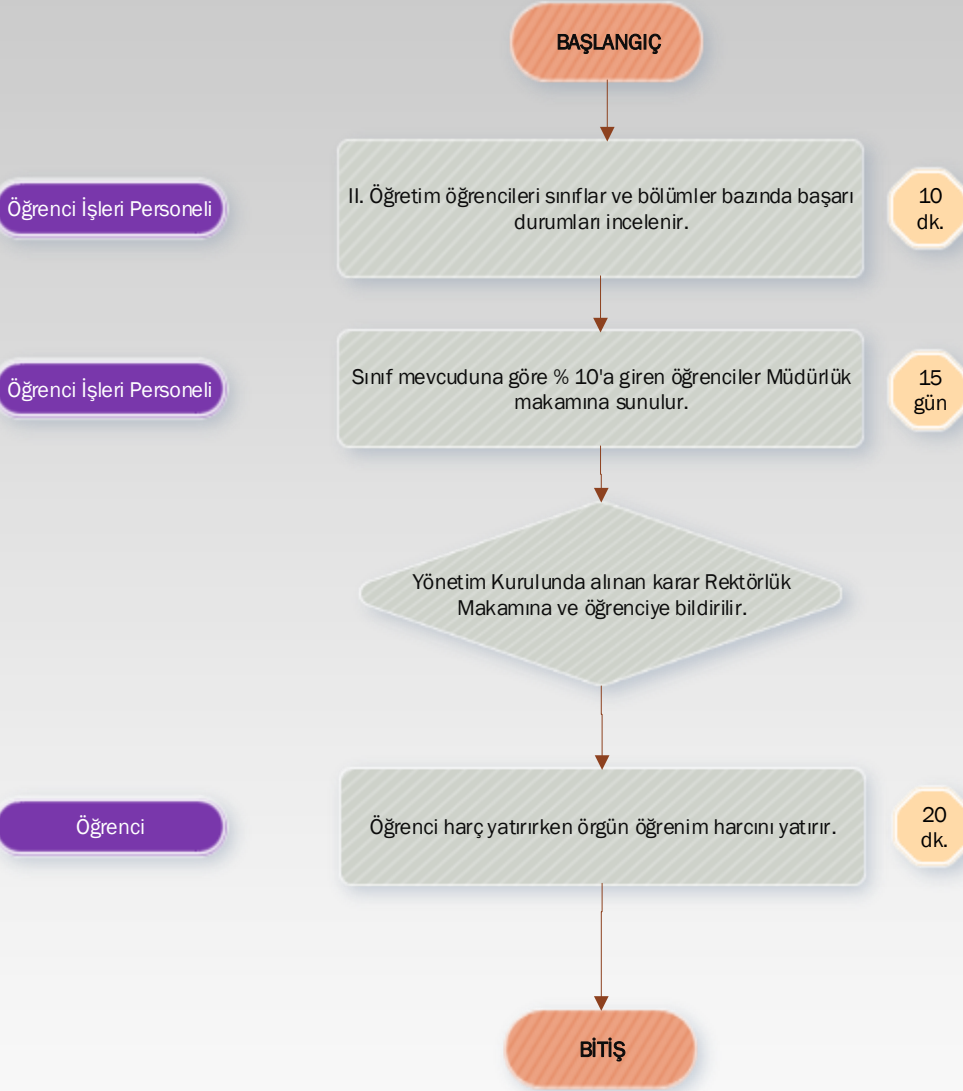 BAŞLANGIÇ
Öğrenci İşleri Personeli
II. Öğretim öğrencileri sınıflar ve bölümler bazında başarı
durumları incelenir.
10
dk.
Öğrenci İşleri Personeli
Sınıf mevcuduna göre % 10'a giren öğrenciler Müdürlük
makamına sunulur.
15
gün
Yönetim Kurulunda alınan karar Rektörlük
Makamına ve öğrenciye bildirilir.
Öğrenci
Öğrenci harç yatırırken örgün öğrenim harcını yatırır.
20
dk.
BİTİŞ